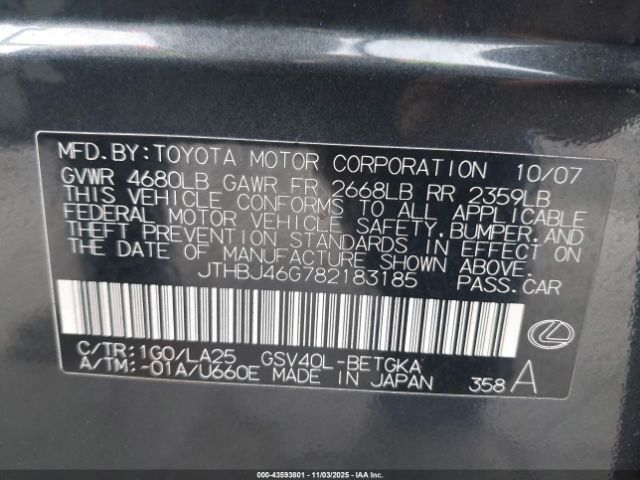 MFD.BY:TOYOTA MOTOR CORPORATION 10/07
GVWR 4680LB GAWR FR 2668LB RR 2359LB
THIS VEHICLE CONFORMS TO ALL APPLICABLE
FEDERAL MOTOR VEHICLE SAFETY,BUMPER,AND
THEFT PREVENTION STANDARDS IN EFFECT ON
THE DATE OF MANUFACTURE SHOWN ABOVE.
JTHBJ46G782183185 PASS.CAR
C/TR:1G0/LA25 GSV40L-BETGKA
A/TM:-01A/U660E MADE IN JAPAN 358 A
000-43593801 - 11/03/2025 - IAAI.COM